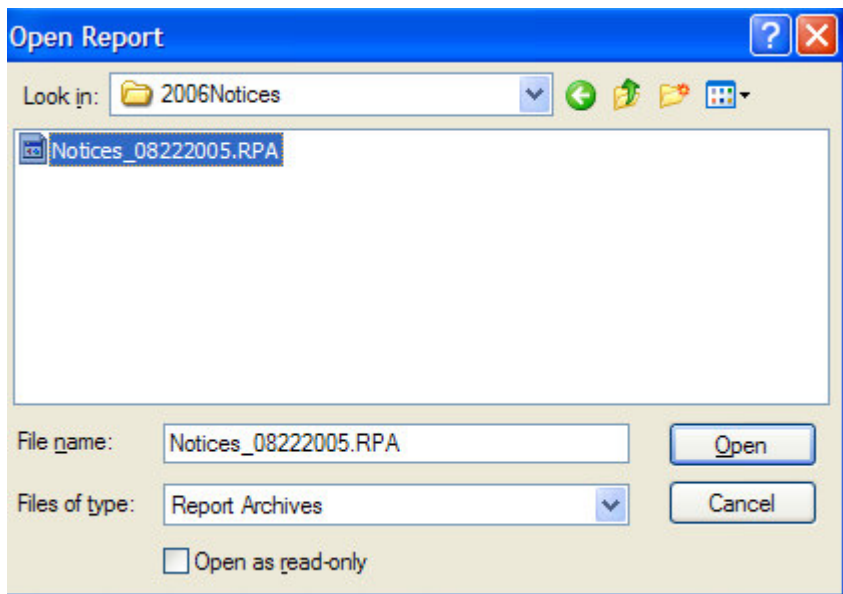 Open Report
Look in: 2006Notices
Notices_08222005.RPA
File name: Notices_08222005.RPA Open
Files of type: Report Archives Cancel
Open as read-only